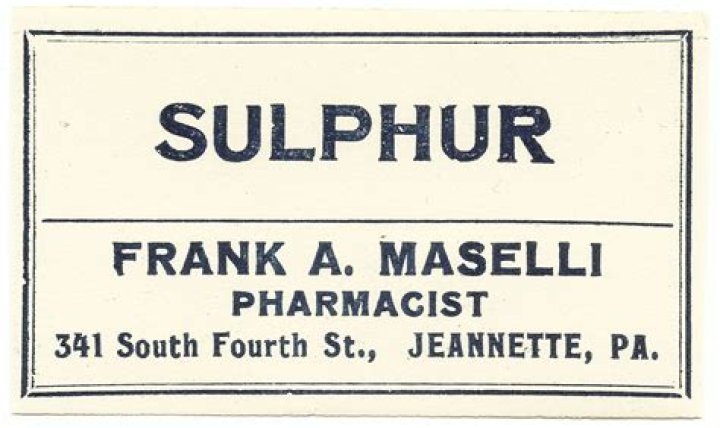 SULPHUR
FRANK A. MASELLI
PHARMACIST
341 South Fourth St., JEANNETTE, PA.